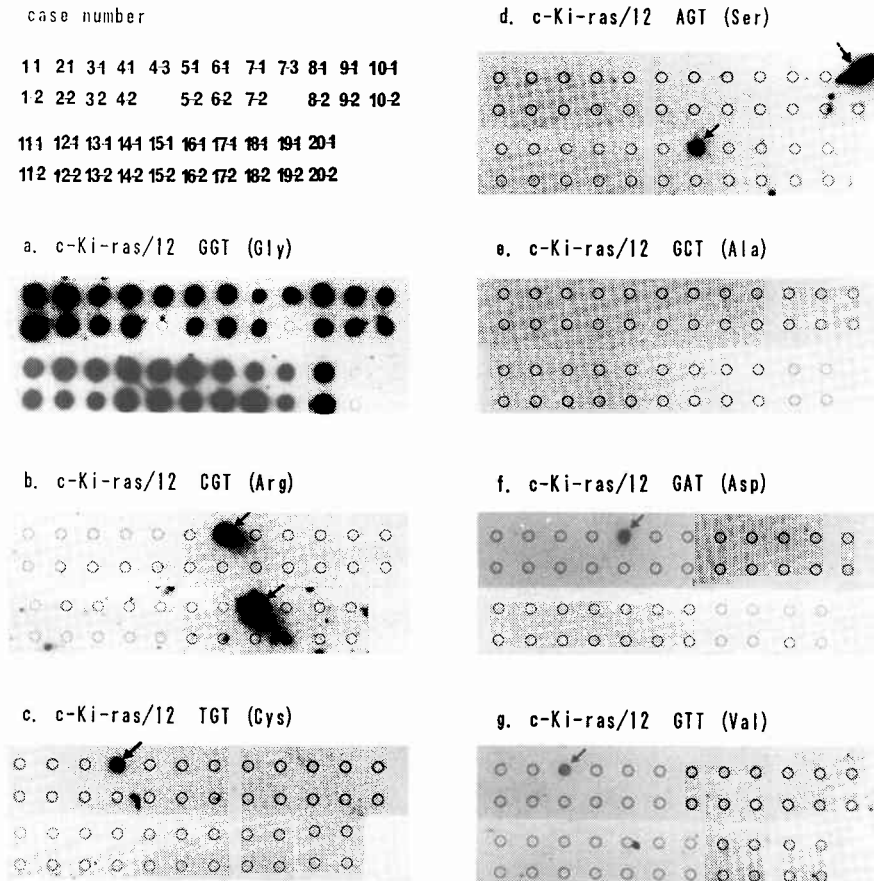 case number
1-1 2-1 3-1 4-1 4-3 5-1 6-1 7-1 7-3 8-1 9-1 10-1
1-2 2-2 3-2 4-2 5-2 6-2 7-2 8-2 9-2 10-2
11-1 12-1 13-1 14-1 15-1 16-1 17-1 18-1 19-1 20-1
11-2 12-2 13-2 14-2 15-2 16-2 17-2 18-2 19-2 20-2
a. c-Ki-ras/12 GGT (Gly)
b. c-Ki-ras/12 CGT (Arg)
c. c-Ki-ras/12 TGT (Cys)
d. c-Ki-ras/12 AGT (Ser)
e. c-Ki-ras/12 GCT (Ala)
f. c-Ki-ras/12 GAT (Asp)
g. c-Ki-ras/12 GTT (Val)